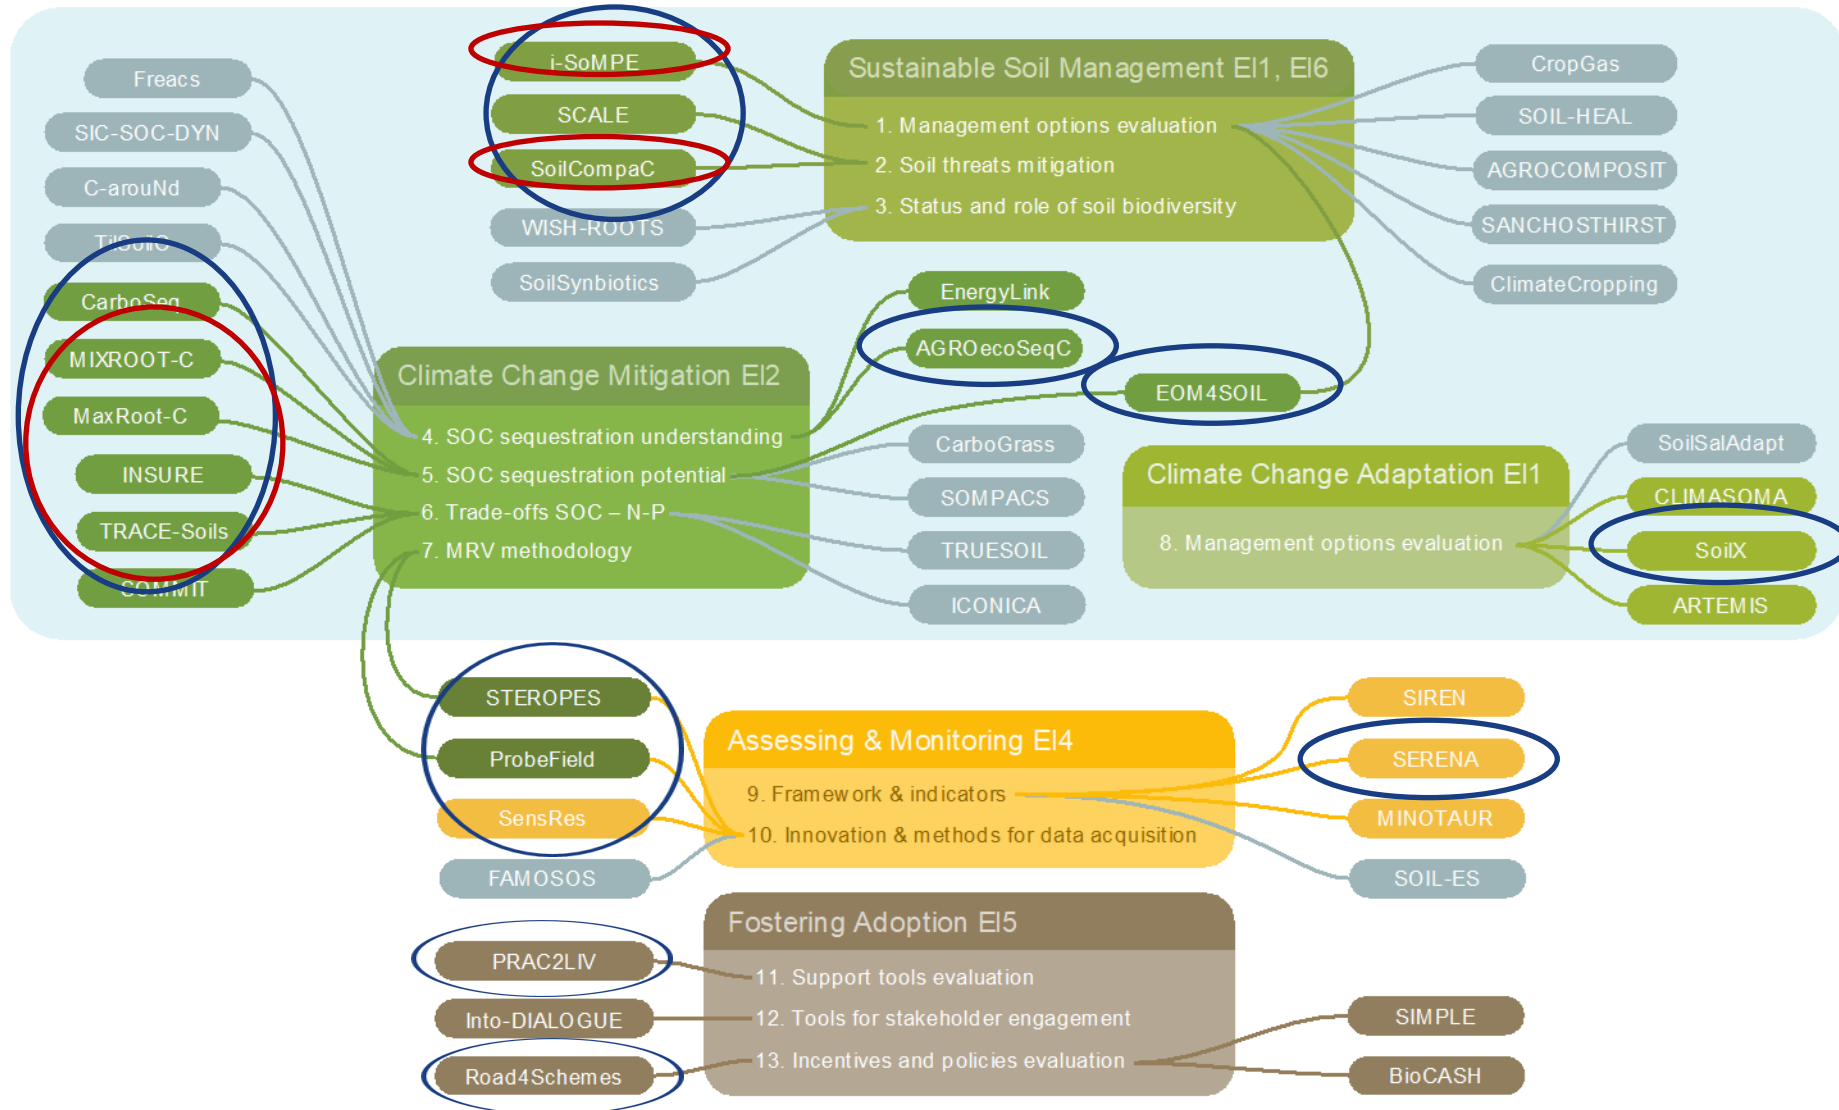 Freacs
SIC-SOC-DYN
C-arouNd
TilSoilC
CarboSeq
MIXROOT-C
MaxRoot-C
INSURE
TRACE-Soils
SOMMIT
i-SoMPE
SCALE
SoilCompaC
WISH-ROOTS
SoilSynbiotics
Sustainable Soil Management EI1, EI6
1. Management options evaluation
2. Soil threats mitigation
3. Status and role of soil biodiversity
CropGas
SOIL-HEAL
AGROCOMPOSIT
SANCHOSTHIRST
ClimateCropping
EnergyLink
AGROecoSeqC
EOM4SOIL
Climate Change Mitigation EI2
4. SOC sequestration understanding
5. SOC sequestration potential
6. Trade-offs SOC – N-P
7. MRV methodology
CarboGrass
SOMPACS
TRUESOIL
ICONICA
Climate Change Adaptation EI1
8. Management options evaluation
SoilSalAdapt
CLIMASOMA
SoilX
ARTEMIS
STEROPES
ProbeField
SensRes
FAMOSOS
Assessing & Monitoring EI4
9. Framework & indicators
10. Innovation & methods for data acquisition
SIREN
SERENA
MINOTAUR
SOIL-ES
PRAC2LIV
Into-DIALOGUE
Road4Schemes
Fostering Adoption EI5
11. Support tools evaluation
12. Tools for stakeholder engagement
13. Incentives and policies evaluation
SIMPLE
BioCASH